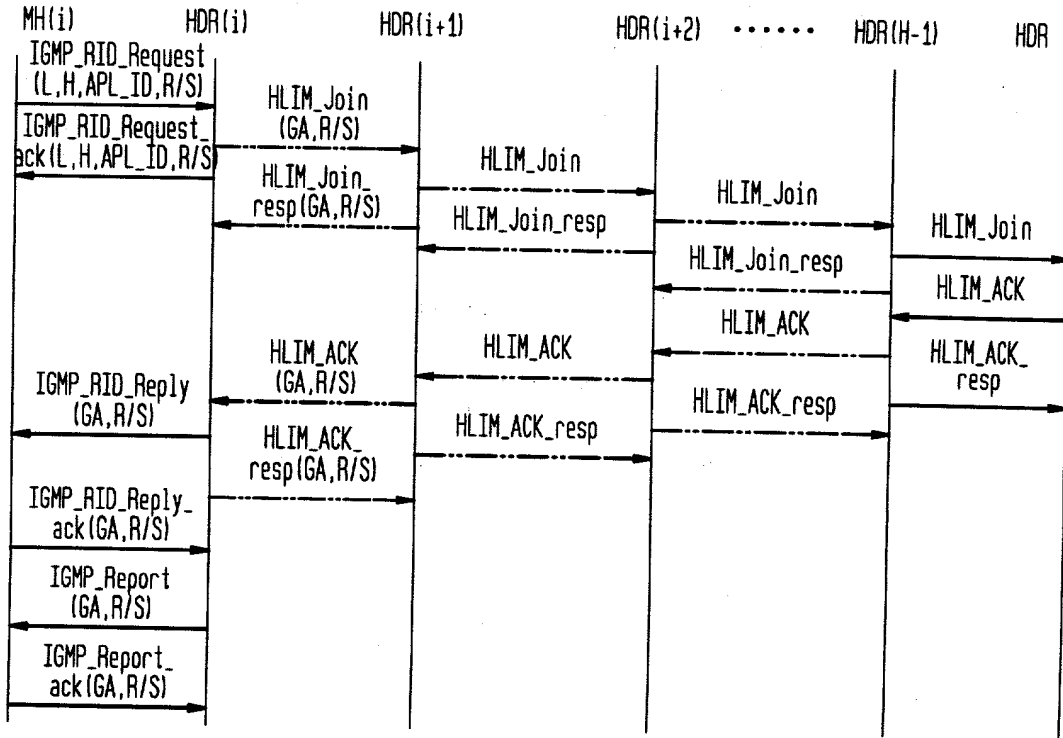 MH(i) HDR(i) HDR(i+1) HDR(i+2) ...... HDR(H-1) HDR
IGMP_RID_Request
(L,H,APL_ID,R/S)
HLIM_Join
(GA,R/S)
IGMP_RID_Request_
ack(L,H,APL_ID,R/S)
HLIM_Join
HLIM_Join_
resp(GA,R/S)
HLIM_Join
HLIM_Join_resp
HLIM_Join
HLIM_Join_resp
HLIM_ACK
HLIM_ACK
HLIM_ACK
HLIM_ACK
(GA,R/S)
HLIM_ACK_
resp
IGMP_RID_Reply
(GA,R/S)
HLIM_ACK_resp
HLIM_ACK_resp
HLIM_ACK_
resp(GA,R/S)
IGMP_RID_Reply_
ack(GA,R/S)
IGMP_Report
(GA,R/S)
IGMP_Report_
ack(GA,R/S)